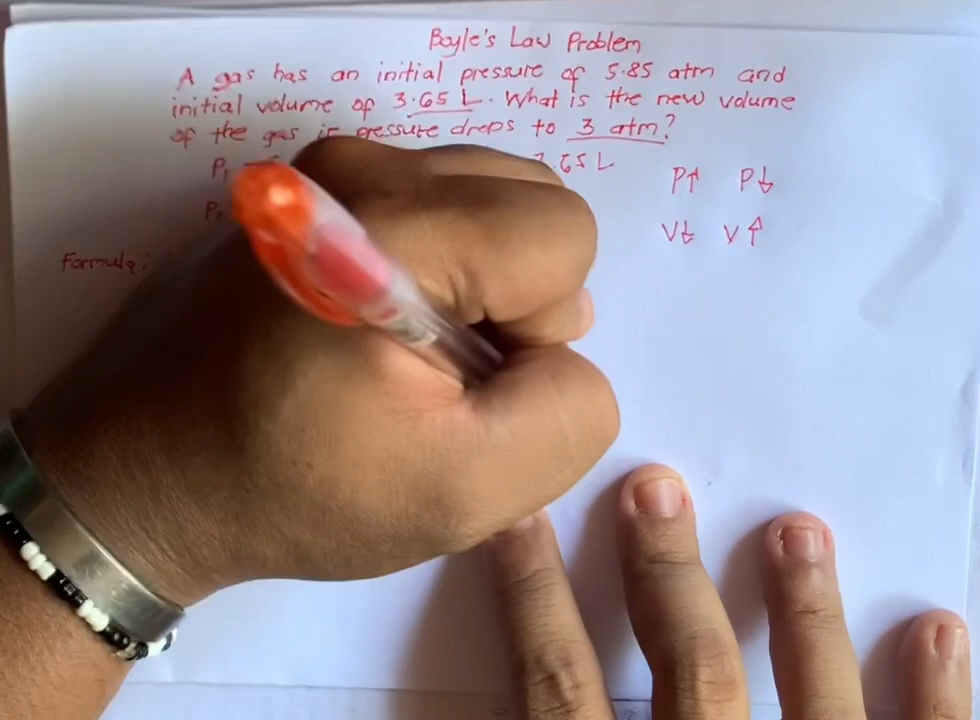 Boyle's Law Problem
A gas has an initial pressure of 5.85 atm and
initial volume of 3.65 L. What is the new volume
of the gas if pressure drops to 3 atm?
P₁ .65 L
P↑ P↓
P₂
V↓ V↑
Formula: